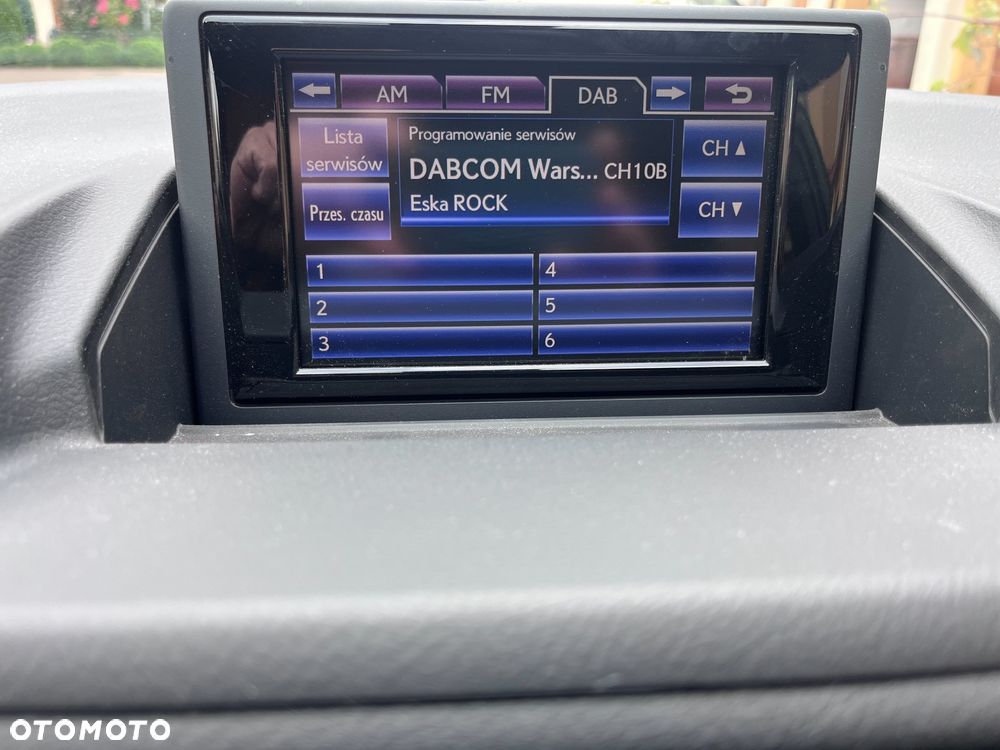 AM FM DAB
Lista
serwisów
Programowanie serwisów
DABCOM Wars... CH10B
Eska ROCK
CH ▲
Przes. czasu
CH ▼
1
4
2
5
3
6
OTOMOTO